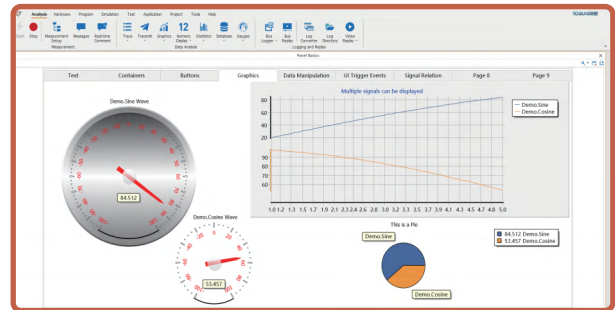 Analysis Hardware Program Simulation Test Application Project Tools Help
TOSUN
Stop Measurement Setup Messages Real-time Comment Trace Transmit Graphics Numeric Display Statistics Database Gauges Bus Logger Bus Replay Log Converter Log Directory Video Replay
Measurement Data Analysis Logging and Replay
Panel Basics
Text Containers Buttons Graphics Data Manipulation UI Trigger Events Signal Relation Page 8 Page 9
Demo.Sine Wave
84.512
Demo.Cosine Wave
53.457
Multiple signals can be displayed
Demo.Sine
Demo.Cosine
80
60
40
20
90
80
70
60
1.0 1.2 1.3 1.5 1.7 1.9 2.1 2.3 2.4 2.6 2.8 3.0 3.2 3.3 3.5 3.7 3.9 4.1 4.3 4.5 4.7 4.8 5.0
This is a Pie
Demo.Sine
Demo.Cosine
84.512 Demo.Sine
53.457 Demo.Cosine